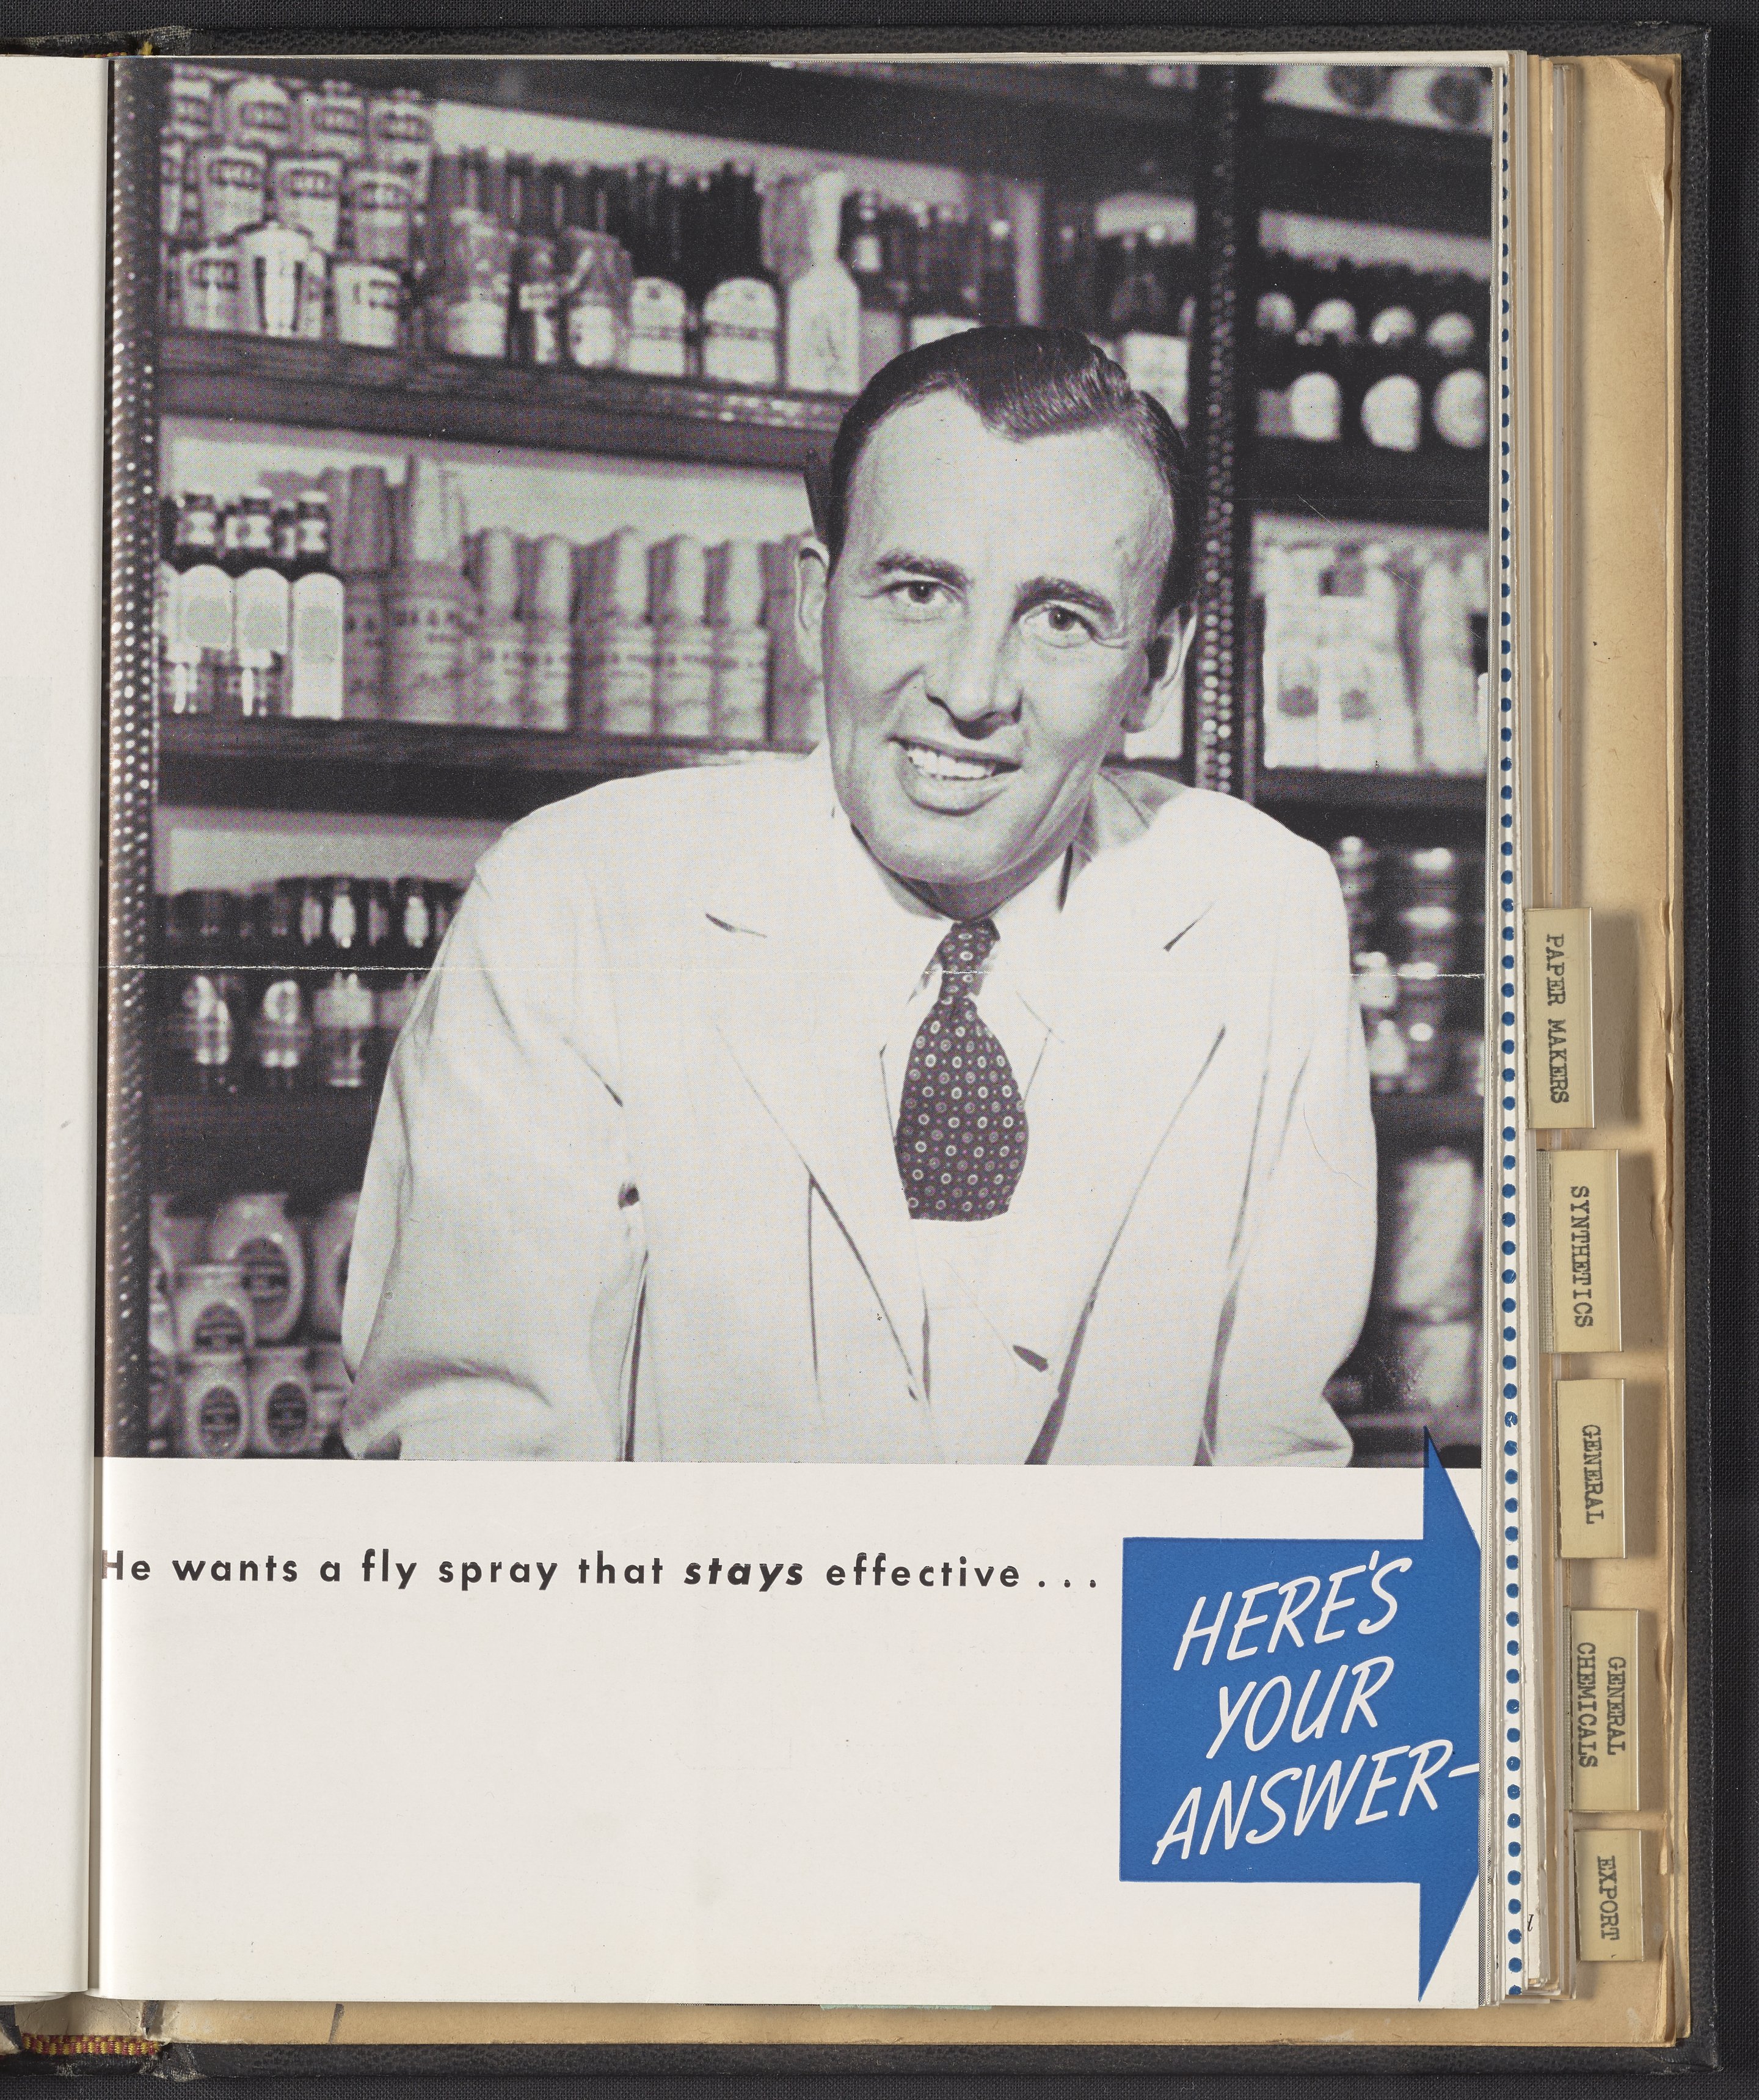 He wants a fly spray that stays effective . . .
HERE'S
YOUR
ANSWER-
PAPER MAKERS
SYNTHETICS
GENERAL
GENERAL
CHEMICALS
EXPORT